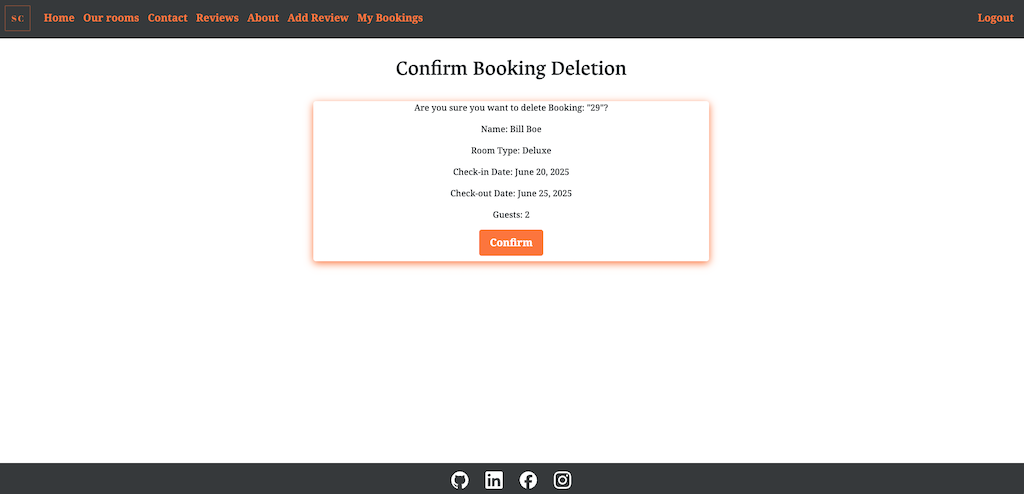 SC Home Our rooms Contact Reviews About Add Review My Bookings Logout
Confirm Booking Deletion
Are you sure you want to delete Booking: "29"?
Name: Bill Boe
Room Type: Deluxe
Check-in Date: June 20, 2025
Check-out Date: June 25, 2025
Guests: 2
Confirm